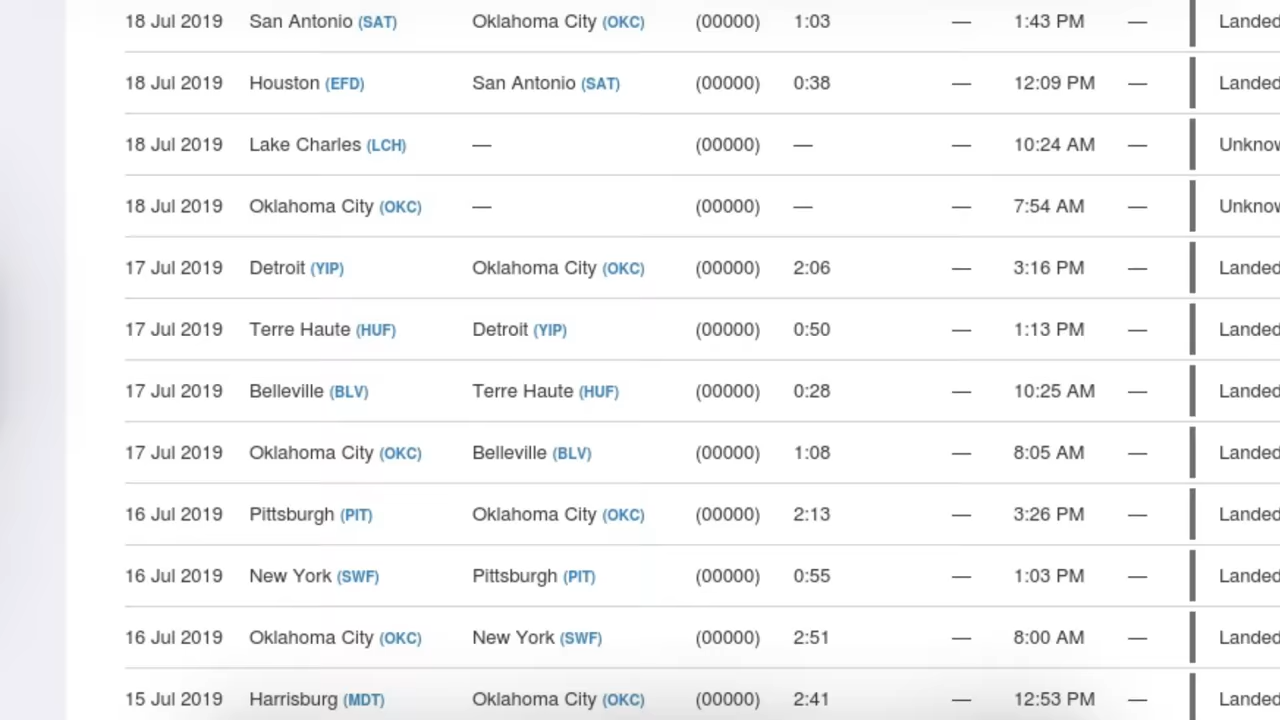 18 Jul 2019 San Antonio (SAT) Oklahoma City (OKC) (00000) 1:03 — 1:43 PM — Landed
18 Jul 2019 Houston (EFD) San Antonio (SAT) (00000) 0:38 — 12:09 PM — Landed
18 Jul 2019 Lake Charles (LCH) — (00000) — — 10:24 AM — Unknow
18 Jul 2019 Oklahoma City (OKC) — (00000) — — 7:54 AM — Unknow
17 Jul 2019 Detroit (YIP) Oklahoma City (OKC) (00000) 2:06 — 3:16 PM — Landed
17 Jul 2019 Terre Haute (HUF) Detroit (YIP) (00000) 0:50 — 1:13 PM — Landed
17 Jul 2019 Belleville (BLV) Terre Haute (HUF) (00000) 0:28 — 10:25 AM — Landed
17 Jul 2019 Oklahoma City (OKC) Belleville (BLV) (00000) 1:08 — 8:05 AM — Landed
16 Jul 2019 Pittsburgh (PIT) Oklahoma City (OKC) (00000) 2:13 — 3:26 PM — Landed
16 Jul 2019 New York (SWF) Pittsburgh (PIT) (00000) 0:55 — 1:03 PM — Landed
16 Jul 2019 Oklahoma City (OKC) New York (SWF) (00000) 2:51 — 8:00 AM — Landed
15 Jul 2019 Harrisburg (MDT) Oklahoma City (OKC) (00000) 2:41 — 12:53 PM — Landed